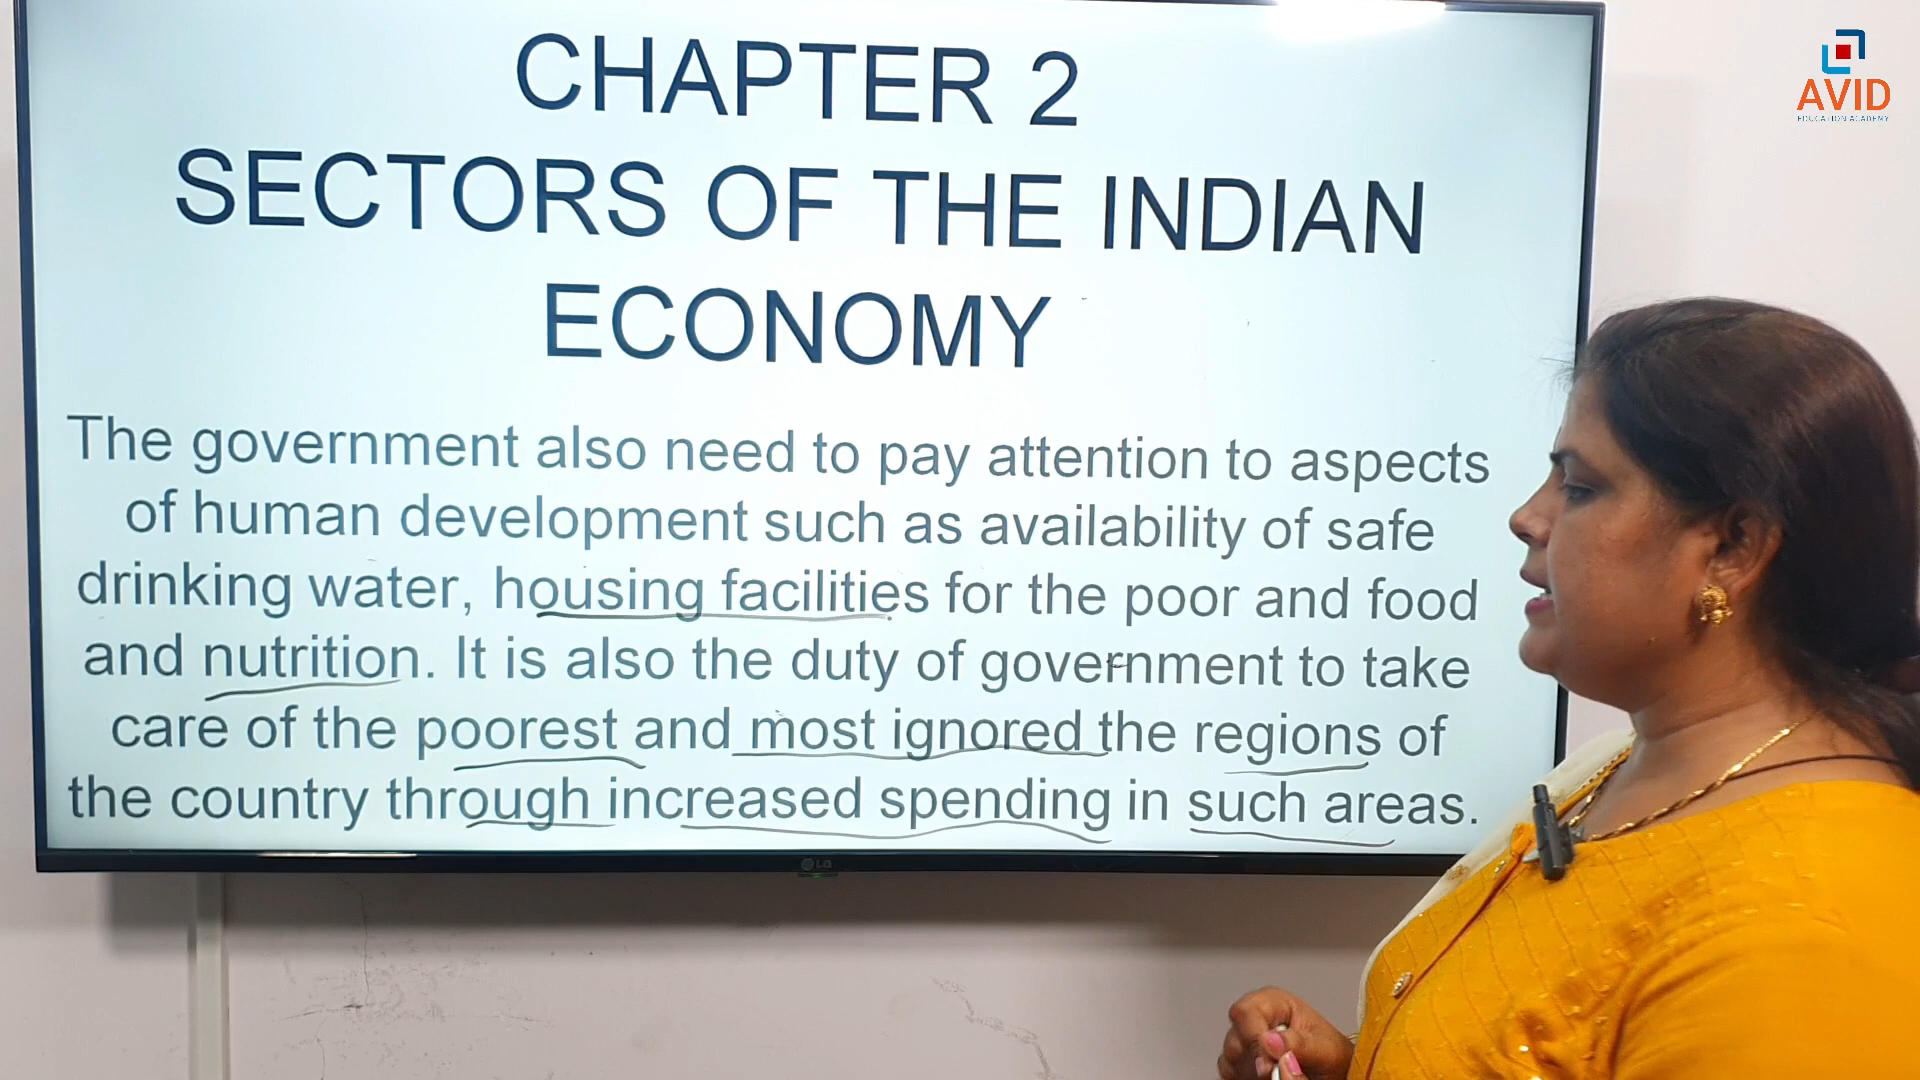 CHAPTER 2
SECTORS OF THE INDIAN
ECONOMY
The government also need to pay attention to aspects
of human development such as availability of safe
drinking water, housing facilities for the poor and food
and nutrition. It is also the duty of government to take
care of the poorest and most ignored the regions of
the country through increased spending in such areas.
LG
AVID
EDUCATION ACADEMY